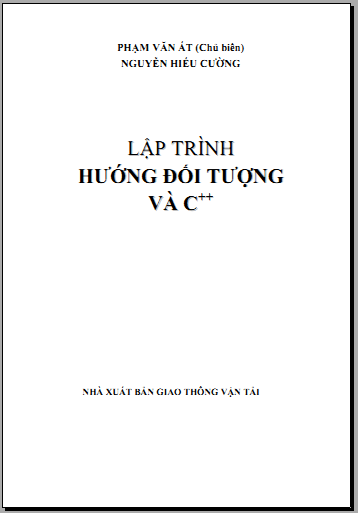 PHẠM VĂN ÁT (Chủ biên)
NGUYỄN HIẾU CƯỜNG
LẬP TRÌNH
HƯỚNG ĐỐI TƯỢNG
VÀ C++
NHÀ XUẤT BẢN GIAO THÔNG VẬN TẢI